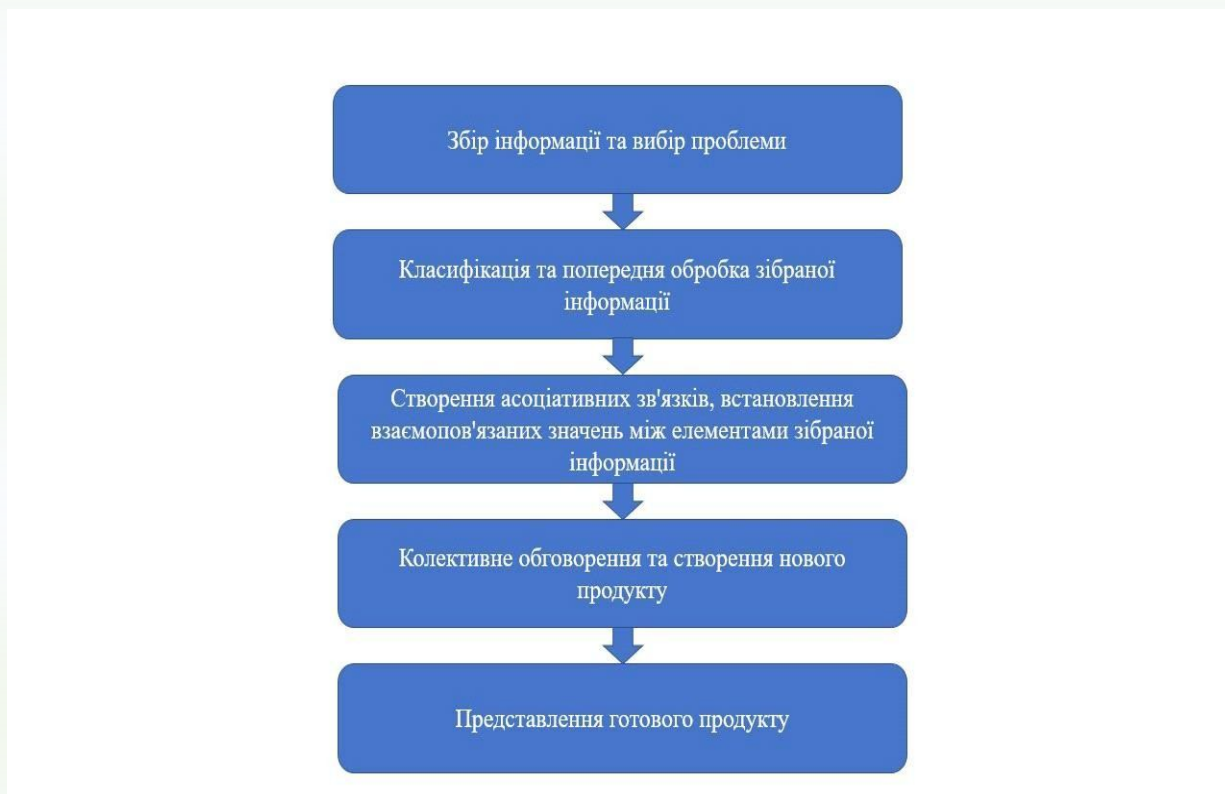 Збір інформації та вибір проблеми
Класифікація та попередня обробка зібраної
інформації
Створення асоціативних зв'язків, встановлення
взаємопов'язаних значень між елементами зібраної
інформації
Колективне обговорення та створення нового
продукту
Представлення готового продукту